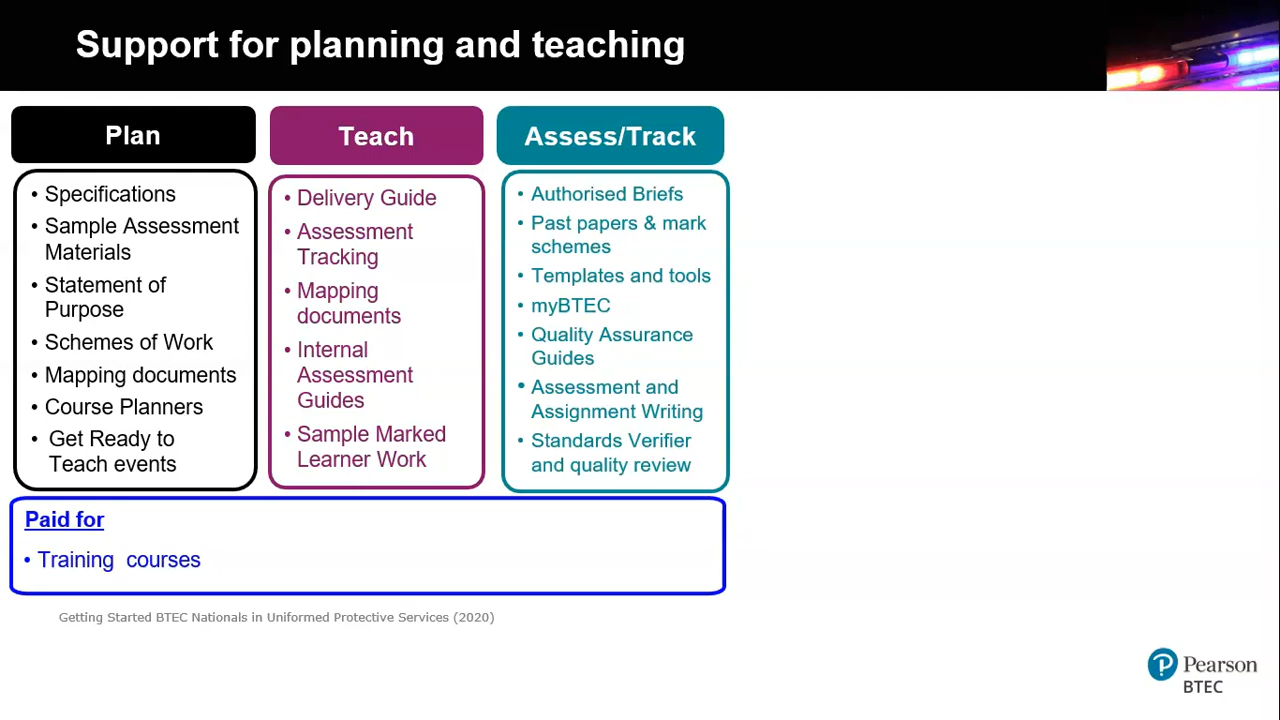 Support for planning and teaching
Plan
• Specifications
• Sample Assessment
Materials
• Statement of
Purpose
• Schemes of Work
• Mapping documents
• Course Planners
• Get Ready to
Teach events
Teach
• Delivery Guide
• Assessment
Tracking
• Mapping
documents
• Internal
Assessment
Guides
• Sample Marked
Learner Work
Assess/Track
• Authorised Briefs
• Past papers & mark
schemes
• Templates and tools
• myBTEC
• Quality Assurance
Guides
• Assessment and
Assignment Writing
• Standards Verifier
and quality review
Paid for
• Training courses
Getting Started BTEC Nationals in Uniformed Protective Services (2020)
Pearson
BTEC